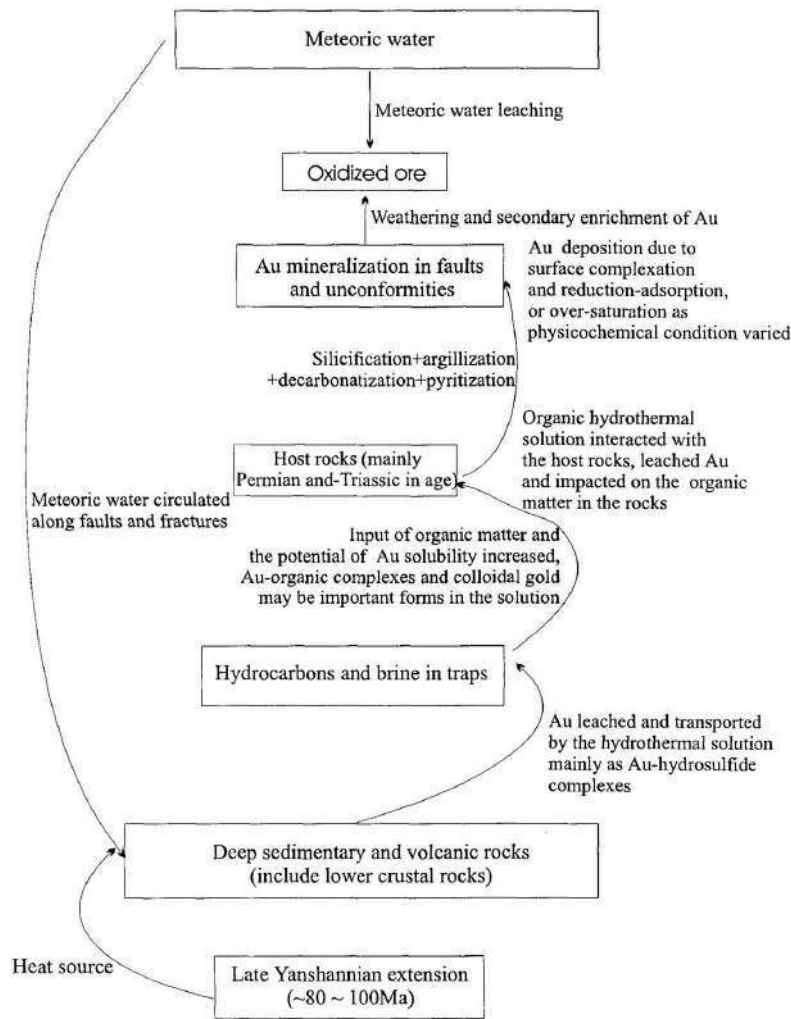 Meteoric water
Meteoric water leaching
Oxidized ore
Weathering and secondary enrichment of Au
Au mineralization in faults
and unconformities
Au deposition due to
surface complexation
and reduction-adsorption,
or over-saturation as
physicochemical condition varied
Silicification+argillization
+decarbonatization+pyritization
Host rocks (mainly
Permian and-Triassic in age)
Organic hydrothermal
solution interacted with
the host rocks, leached Au
and impacted on the organic
matter in the rocks
Meteoric water circulated
along faults and fractures
Input of organic matter and
the potential of Au solubility increased,
Au-organic complexes and colloidal gold
may be important forms in the solution
Hydrocarbons and brine in traps
Au leached and transported
by the hydrothermal solution
mainly as Au-hydrosulfide
complexes
Deep sedimentary and volcanic rocks
(include lower crustal rocks)
Heat source
Late Yanshannian extension
(~80 ~ 100Ma)